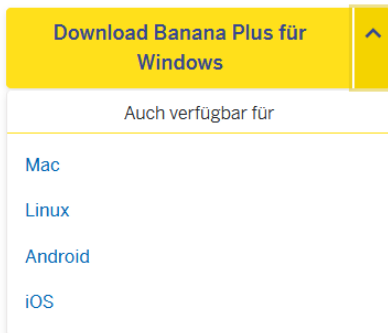 Download Banana Plus für
Windows
Auch verfügbar für
Mac
Linux
Android
iOS